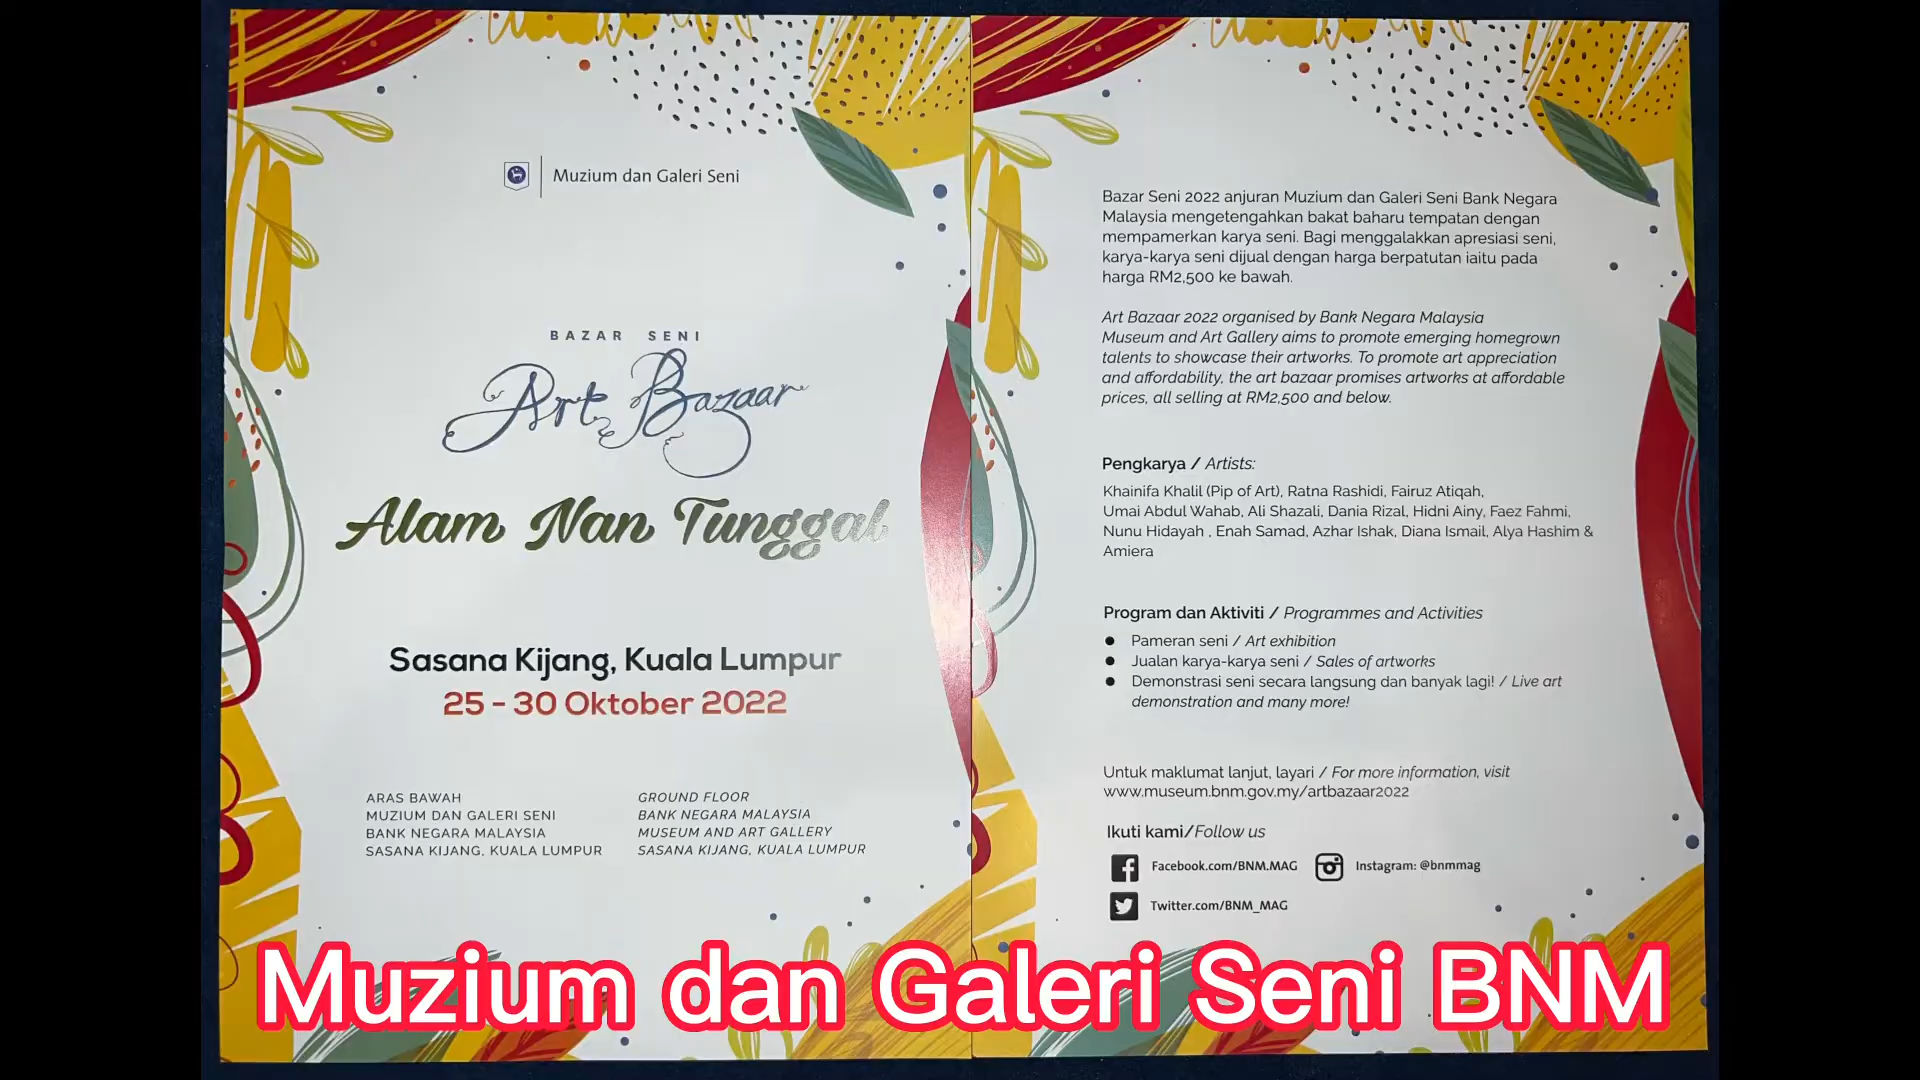 Muzium dan Galeri Seni
BAZAR SENI
Art Bazaar
Alam Nan Tunggal
Sasana Kijang, Kuala Lumpur
25 - 30 Oktober 2022
ARAS BAWAH
MUZIUM DAN GALERI SENI
BANK NEGARA MALAYSIA
SASANA KIJANG, KUALA LUMPUR
GROUND FLOOR
BANK NEGARA MALAYSIA
MUSEUM AND ART GALLERY
SASANA KIJANG, KUALA LUMPUR
Bazar Seni 2022 anjuran Muzium dan Galeri Seni Bank Negara
Malaysia mengetengahkan bakat baharu tempatan dengan
mempamerkan karya seni. Bagi menggalakkan apresiasi seni,
karya-karya seni dijual dengan harga berpatutan iaitu pada
harga RM2,500 ke bawah.
Art Bazaar 2022 organised by Bank Negara Malaysia
Museum and Art Gallery aims to promote emerging homegrown
talents to showcase their artworks. To promote art appreciation
and affordability, the art bazaar promises artworks at affordable
prices, all selling at RM2,500 and below.
Pengkarya / Artists:
Khainifa Khalil (Pip of Art), Ratna Rashidi, Fairuz Atiqah,
Umai Abdul Wahab, Ali Shazali, Dania Rizal, Hidni Ainy, Faez Fahmi,
Nunu Hidayah , Enah Samad, Azhar Ishak, Diana Ismail, Alya Hashim &
Amiera
Program dan Aktiviti / Programmes and Activities
● Pameran seni / Art exhibition
● Jualan karya-karya seni / Sales of artworks
● Demonstrasi seni secara langsung dan banyak lagi! / Live art
demonstration and many more!
Untuk maklumat lanjut, layari / For more information, visit
www.museum.bnm.gov.my/artbazaar2022
Ikuti kami/Follow us
Facebook.com/BNM.MAG Instagram: @bnmmag
Twitter.com/BNM_MAG
Muzium dan Galeri Seni BNM